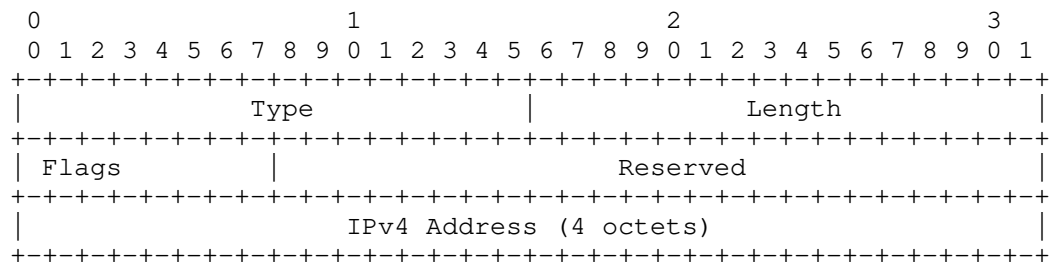 0                   1                   2                   3
 0 1 2 3 4 5 6 7 8 9 0 1 2 3 4 5 6 7 8 9 0 1 2 3 4 5 6 7 8 9 0 1
+-+-+-+-+-+-+-+-+-+-+-+-+-+-+-+-+-+-+-+-+-+-+-+-+-+-+-+-+-+-+-+-+
|              Type             |             Length            |
+-+-+-+-+-+-+-+-+-+-+-+-+-+-+-+-+-+-+-+-+-+-+-+-+-+-+-+-+-+-+-+-+
| Flags         |                     Reserved                  |
+-+-+-+-+-+-+-+-+-+-+-+-+-+-+-+-+-+-+-+-+-+-+-+-+-+-+-+-+-+-+-+-+
|                    IPv4 Address (4 octets)                    |
+-+-+-+-+-+-+-+-+-+-+-+-+-+-+-+-+-+-+-+-+-+-+-+-+-+-+-+-+-+-+-+-+